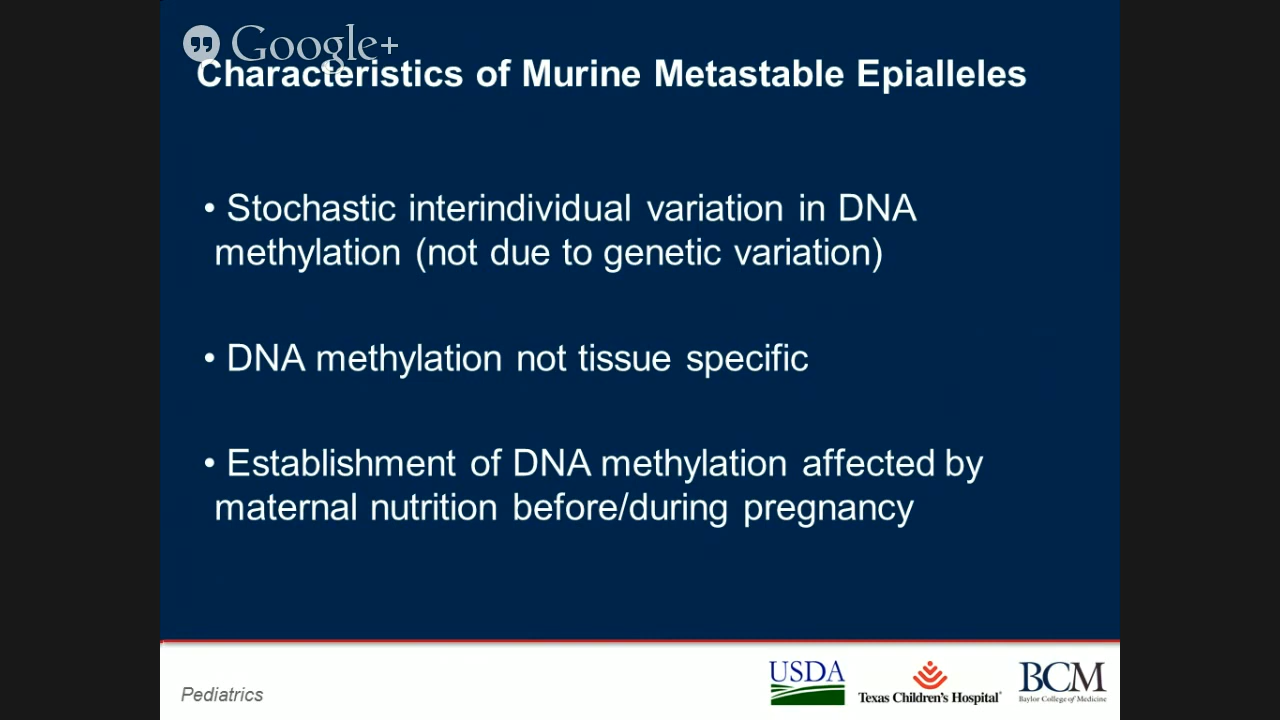 Google+
Characteristics of Murine Metastable Epialleles
• Stochastic interindividual variation in DNA
methylation (not due to genetic variation)
• DNA methylation not tissue specific
• Establishment of DNA methylation affected by
maternal nutrition before/during pregnancy
Pediatrics
USDA
Texas Children's Hospital®
BCM
Baylor College of Medicine